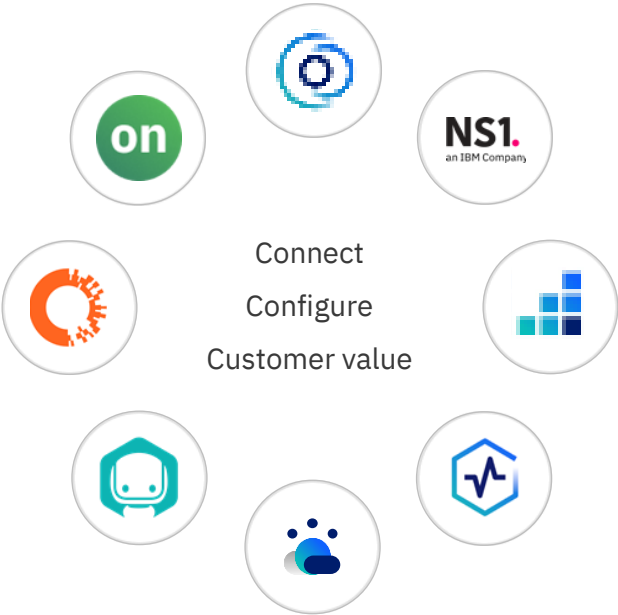 on
NS1.
an IBM Company
Connect
Configure
Customer value